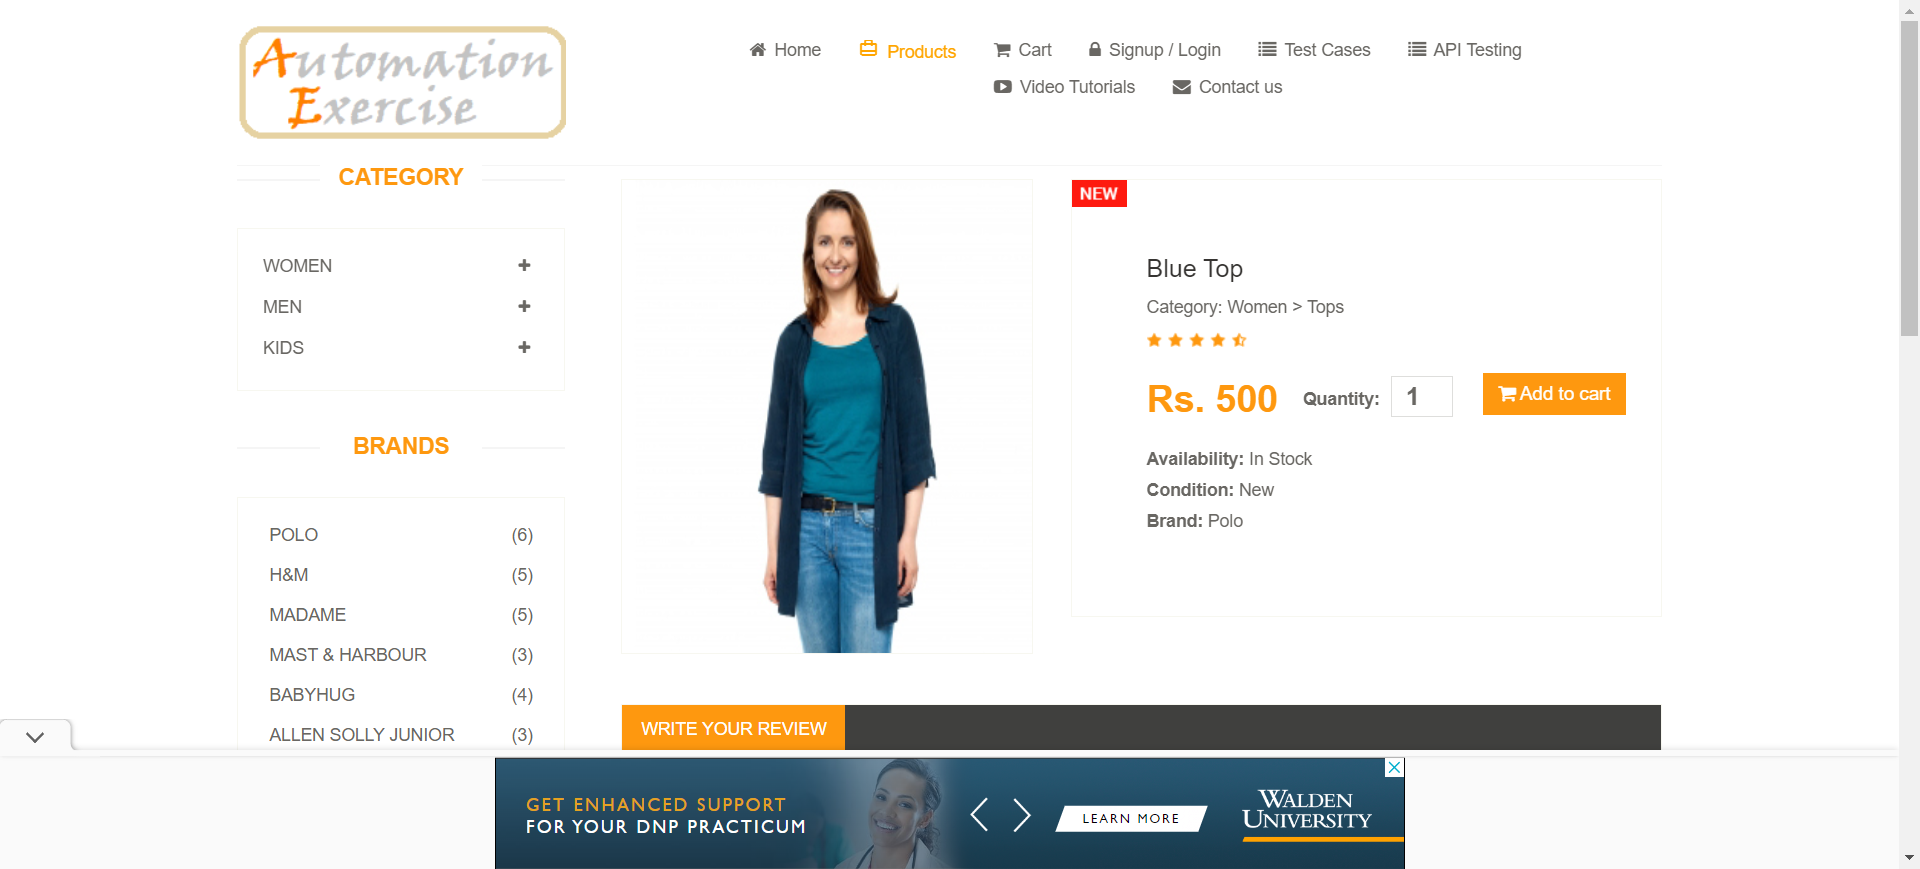 Automation
Exercise
Home
Products
Cart
Signup / Login
Test Cases
API Testing
Video Tutorials
Contact us
CATEGORY
WOMEN
MEN
KIDS
BRANDS
POLO (6)
H&M (5)
MADAME (5)
MAST & HARBOUR (3)
BABYHUG (4)
ALLEN SOLLY JUNIOR (3)
NEW
Blue Top
Category: Women > Tops
Rs. 500 Quantity: 1 Add to cart
Availability: In Stock
Condition: New
Brand: Polo
WRITE YOUR REVIEW
GET ENHANCED SUPPORT
FOR YOUR DNP PRACTICUM
LEARN MORE
WALDEN
UNIVERSITY